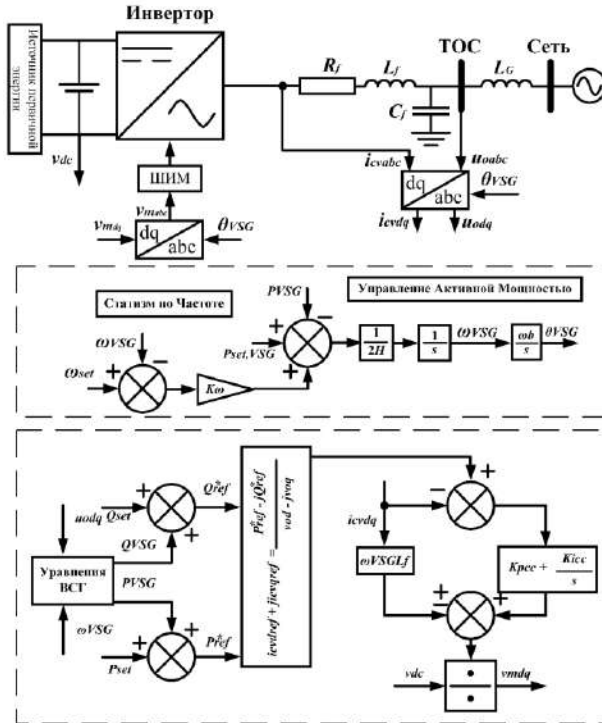 Инвертор
Источник первичной энергии
ТОС
Сеть
Rf
Lf
LG
Cf
vdc
icvabc
uoabc
ШИМ
vmabc
dq
abc
θVSG
vmdq
dq
abc
θVSG
icvdq
uodq
PVSG
Управление Активной Мощностью
Статизм по Частоте
ωVSG
Pset,VSG
1
2H
1
s
ωVSG
ωb
s
θVSG
ωset
Kω
uodq
Qset
Q*ref
QVSG
Уравнения ВСГ
PVSG
ωVSG
Pset
P*ref
icvdref + jicvqref = P*ref - jQ*ref
vod - jvoq
icvdq
ωVSGLf
Kpcc + Kicc
s
vdc
vmdq